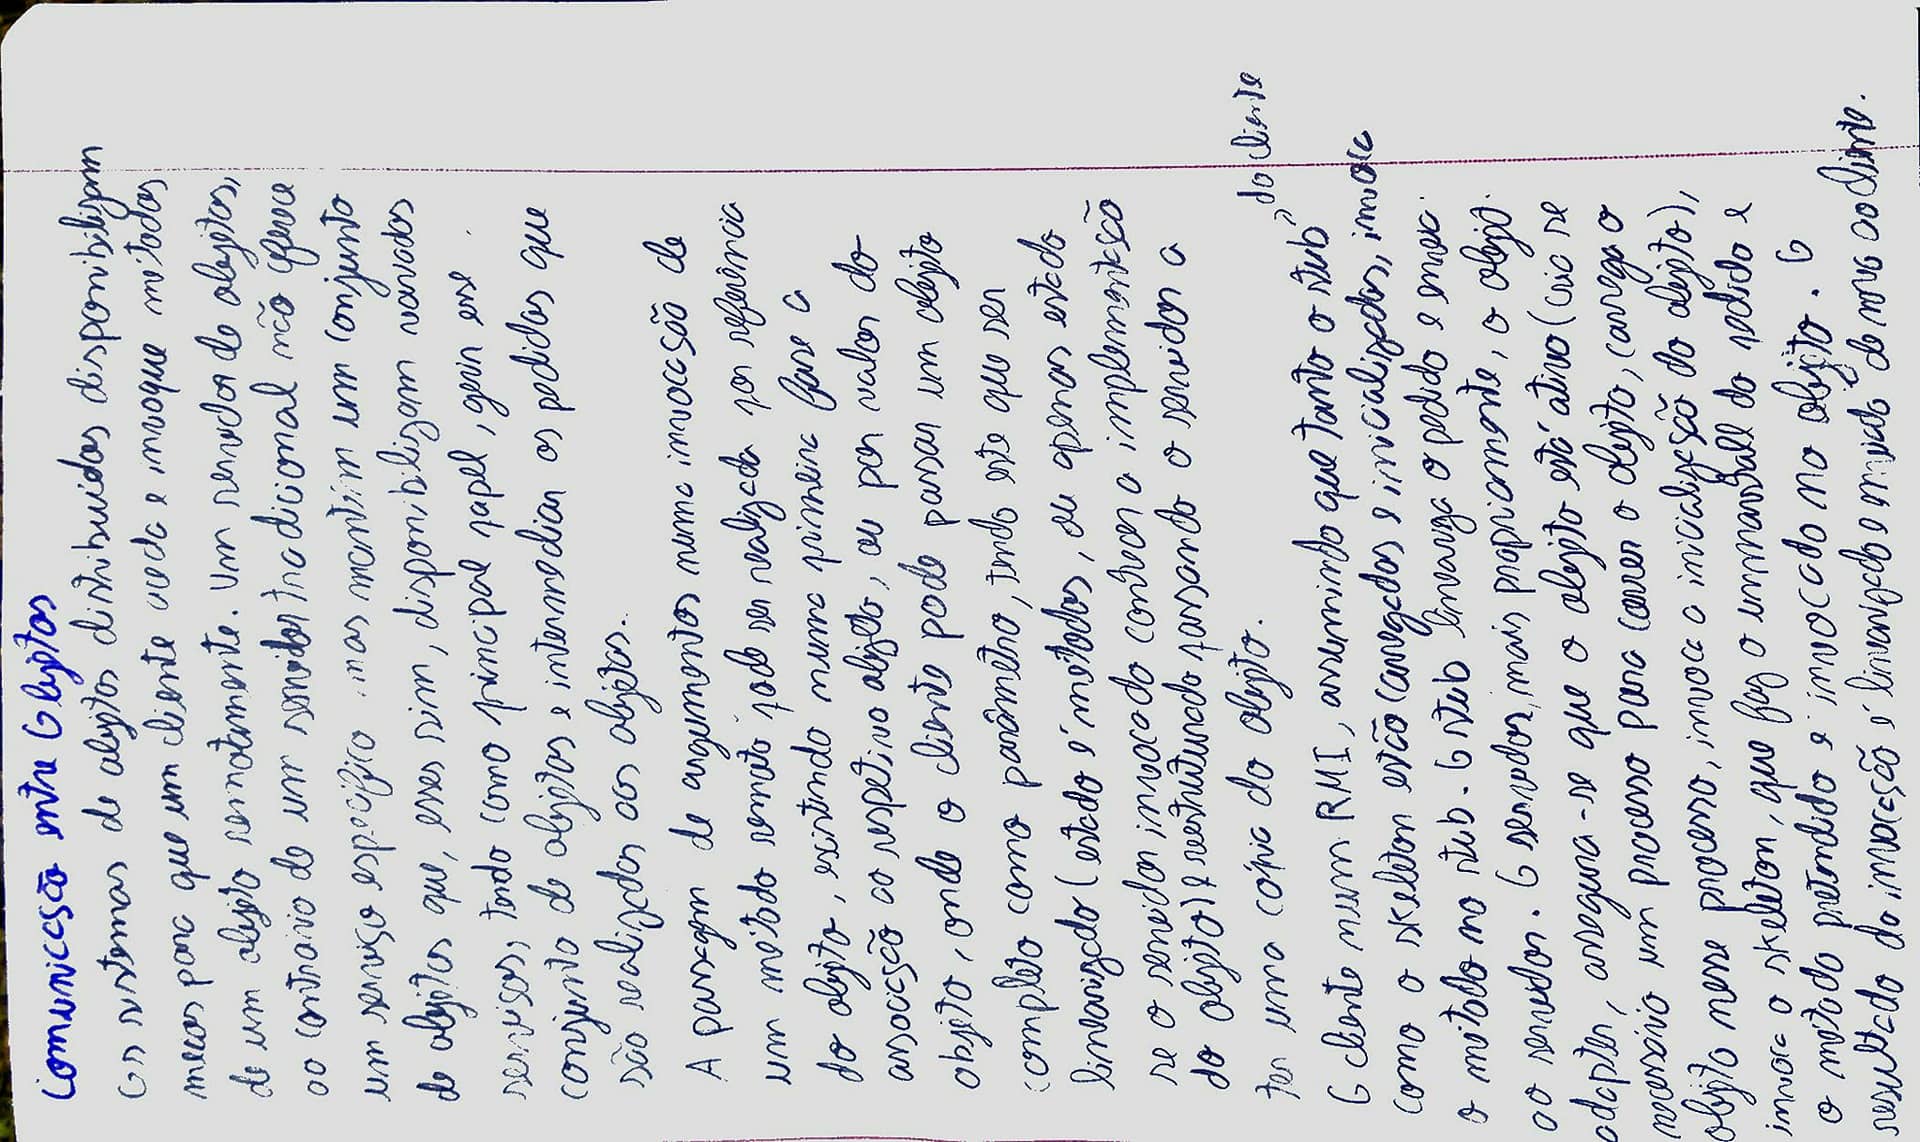 Comunicação entre Objetos
Os sistemas de objetos distribuidos disponibilizam
mecas para que um cliente aceda e invoque métodos
de um objeto remotamente. Um servidor de objetos,
ao contrário de um servidor tradicional não oferece
um serviço específico, mas mantém um conjunto
de objetos que, esses sim, disponibilizam variados
serviços, tendo como principal papel, gerir esse
conjunto de objetos e intermediar os pedidos que
são realizados aos objetos.
A passagem de argumentos numa invocação de
um método remoto pode ser realizada por referência
do objeto, existindo numa primeira fase a
associação ao respetivo objeto, ou por valor do
objeto, onde o cliente pode passar um objeto
completo como parâmetro, tendo este que ser
linearizado (estado e métodos, ou apenas estado
se o servidor invocado conhecer a implementação
do objeto) e reestruturado passando o servidor a
ter uma cópia do objeto.
O cliente num RMI, assumindo que tanto o stub do cliente
como o skeleton estão carregados e inicializados, invoca
o método no stub. O stub lineariza o pedido e envia
ao servidor. O servidor, mais propriamente, o objet.
adapter, assegura-se que o objeto está ativo (caso se
necessário um processo para correr o objeto, carrega o
objeto nesse processo, invoca a inicialização do objeto),
invoca o skeleton, que faz o unmarshall do pedido e
o método pretendido é invocado no objeto. O
resultado da invocação é linearizado e enviado de novo ao cliente.